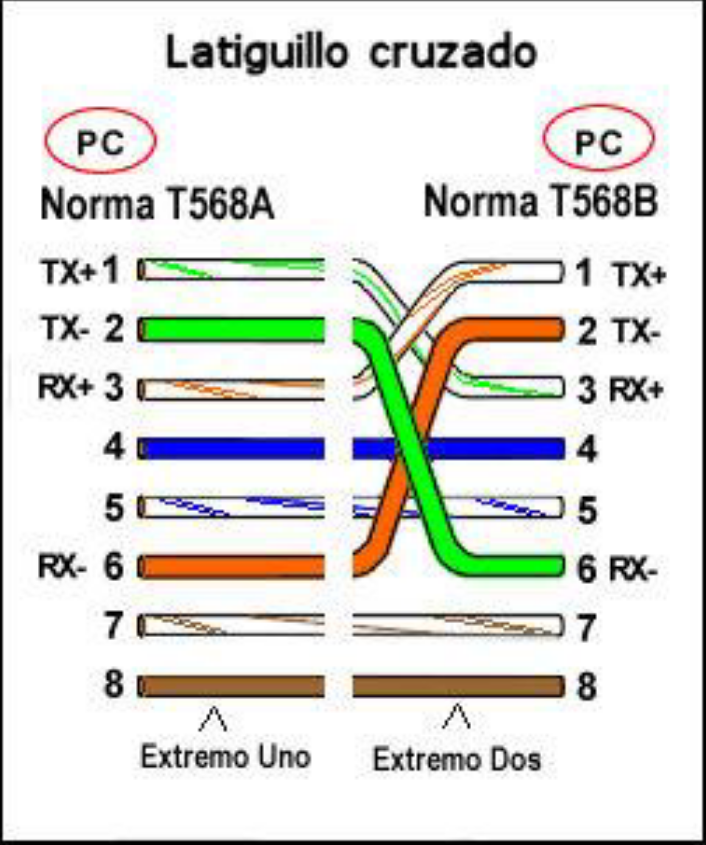 Latiguillo cruzado
PC PC
Norma T568A Norma T568B
TX+ 1 1 TX+
TX- 2 2 TX-
RX+ 3 3 RX+
4 4
5 5
RX- 6 6 RX-
7 7
8 8
Extremo Uno Extremo Dos